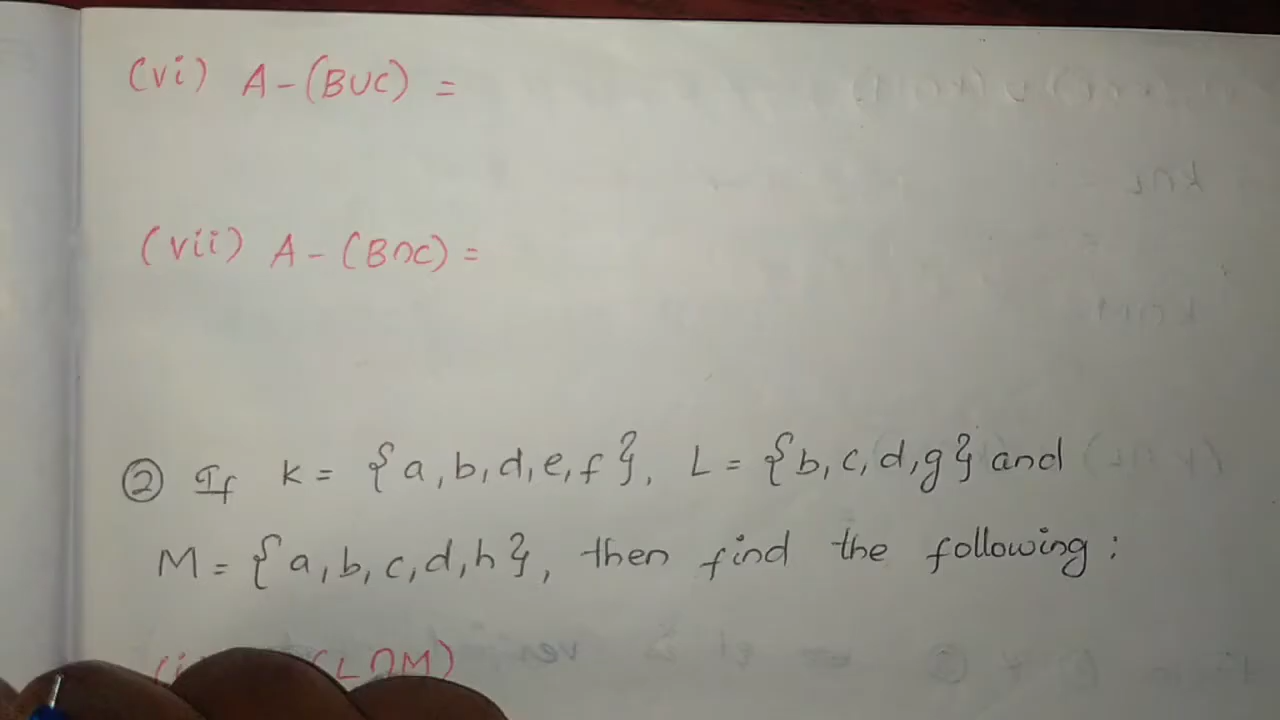 (vi) A-(B∪C) =
(vii) A-(B∩C) =
② If K = {a, b, d, e, f}, L = {b, c, d, g} and
M = {a, b, c, d, h}, then find the following :
(L∩M)